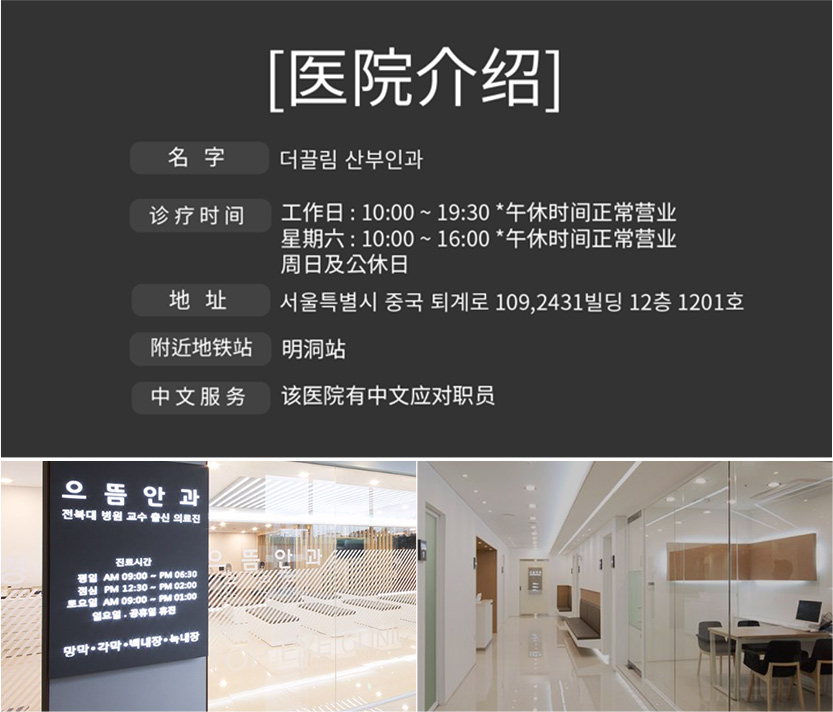 [医院介绍]
名 字 더끌림 산부인과
诊疗时间 工作日 : 10:00 ~ 19:30 *午休时间正常营业
星期六 : 10:00 ~ 16:00 *午休时间正常营业
周日及公休日
地 址 서울특별시 중국 퇴계로 109,2431빌딩 12층 1201호
附近地铁站 明洞站
中文服务 该医院有中文应对职员
으 뜸 안 과
전북대 병원 교수 출신 의료진
진료시간
평일 AM 09:00 ~ PM 06:30
점심 PM 12:30 ~ PM 02:00
토요일 AM 09:00 ~ PM 01:00
일요일 . 공휴일 휴진
망막•각막•백내장•녹내장
으 뜸 안 과